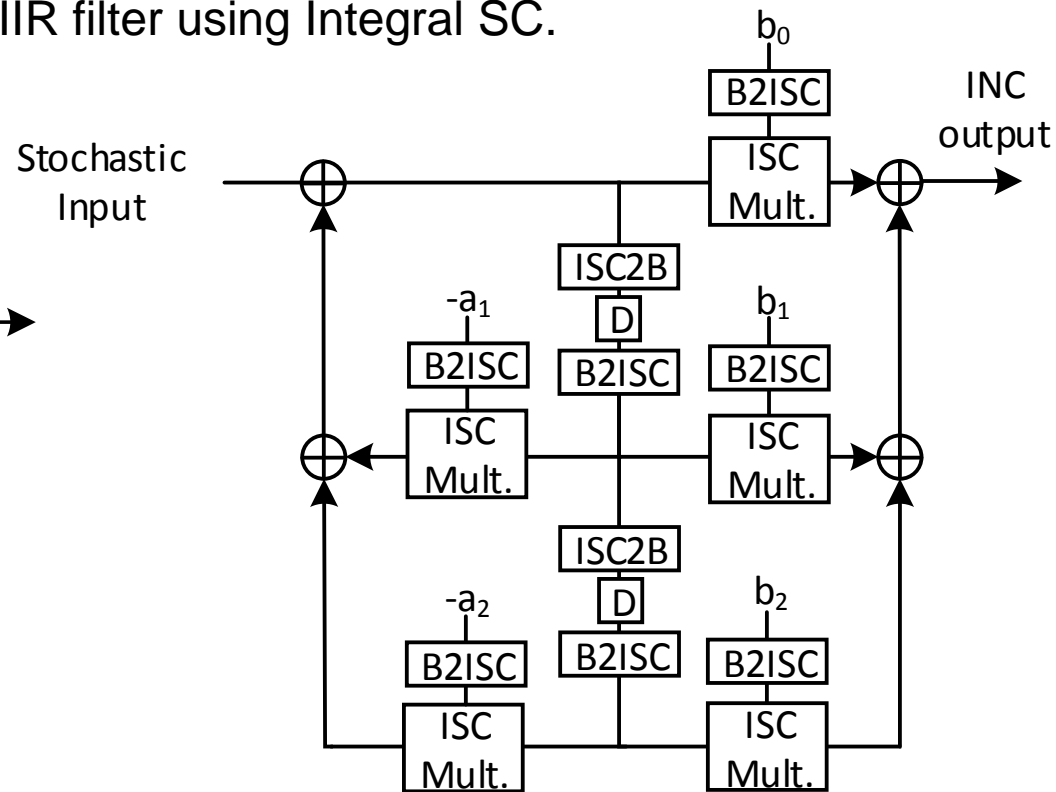 IIR filter using Integral SC.
b₀
B2ISC
INC
output
Stochastic
Input
ISC
Mult.
ISC2B
D
B2ISC
-a₁
B2ISC
ISC
Mult.
b₁
B2ISC
ISC
Mult.
ISC2B
D
B2ISC
-a₂
B2ISC
ISC
Mult.
b₂
B2ISC
ISC
Mult.